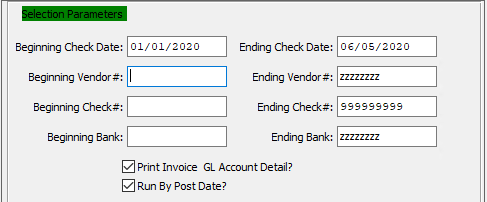 Selection Parameters
Beginning Check Date: 01/01/2020 Ending Check Date: 06/05/2020
Beginning Vendor#: Ending Vendor#: zzzzzzzz
Beginning Check#: Ending Check#: 999999999
Beginning Bank: Ending Bank: zzzzzzzz
Print Invoice GL Account Detail?
Run By Post Date?